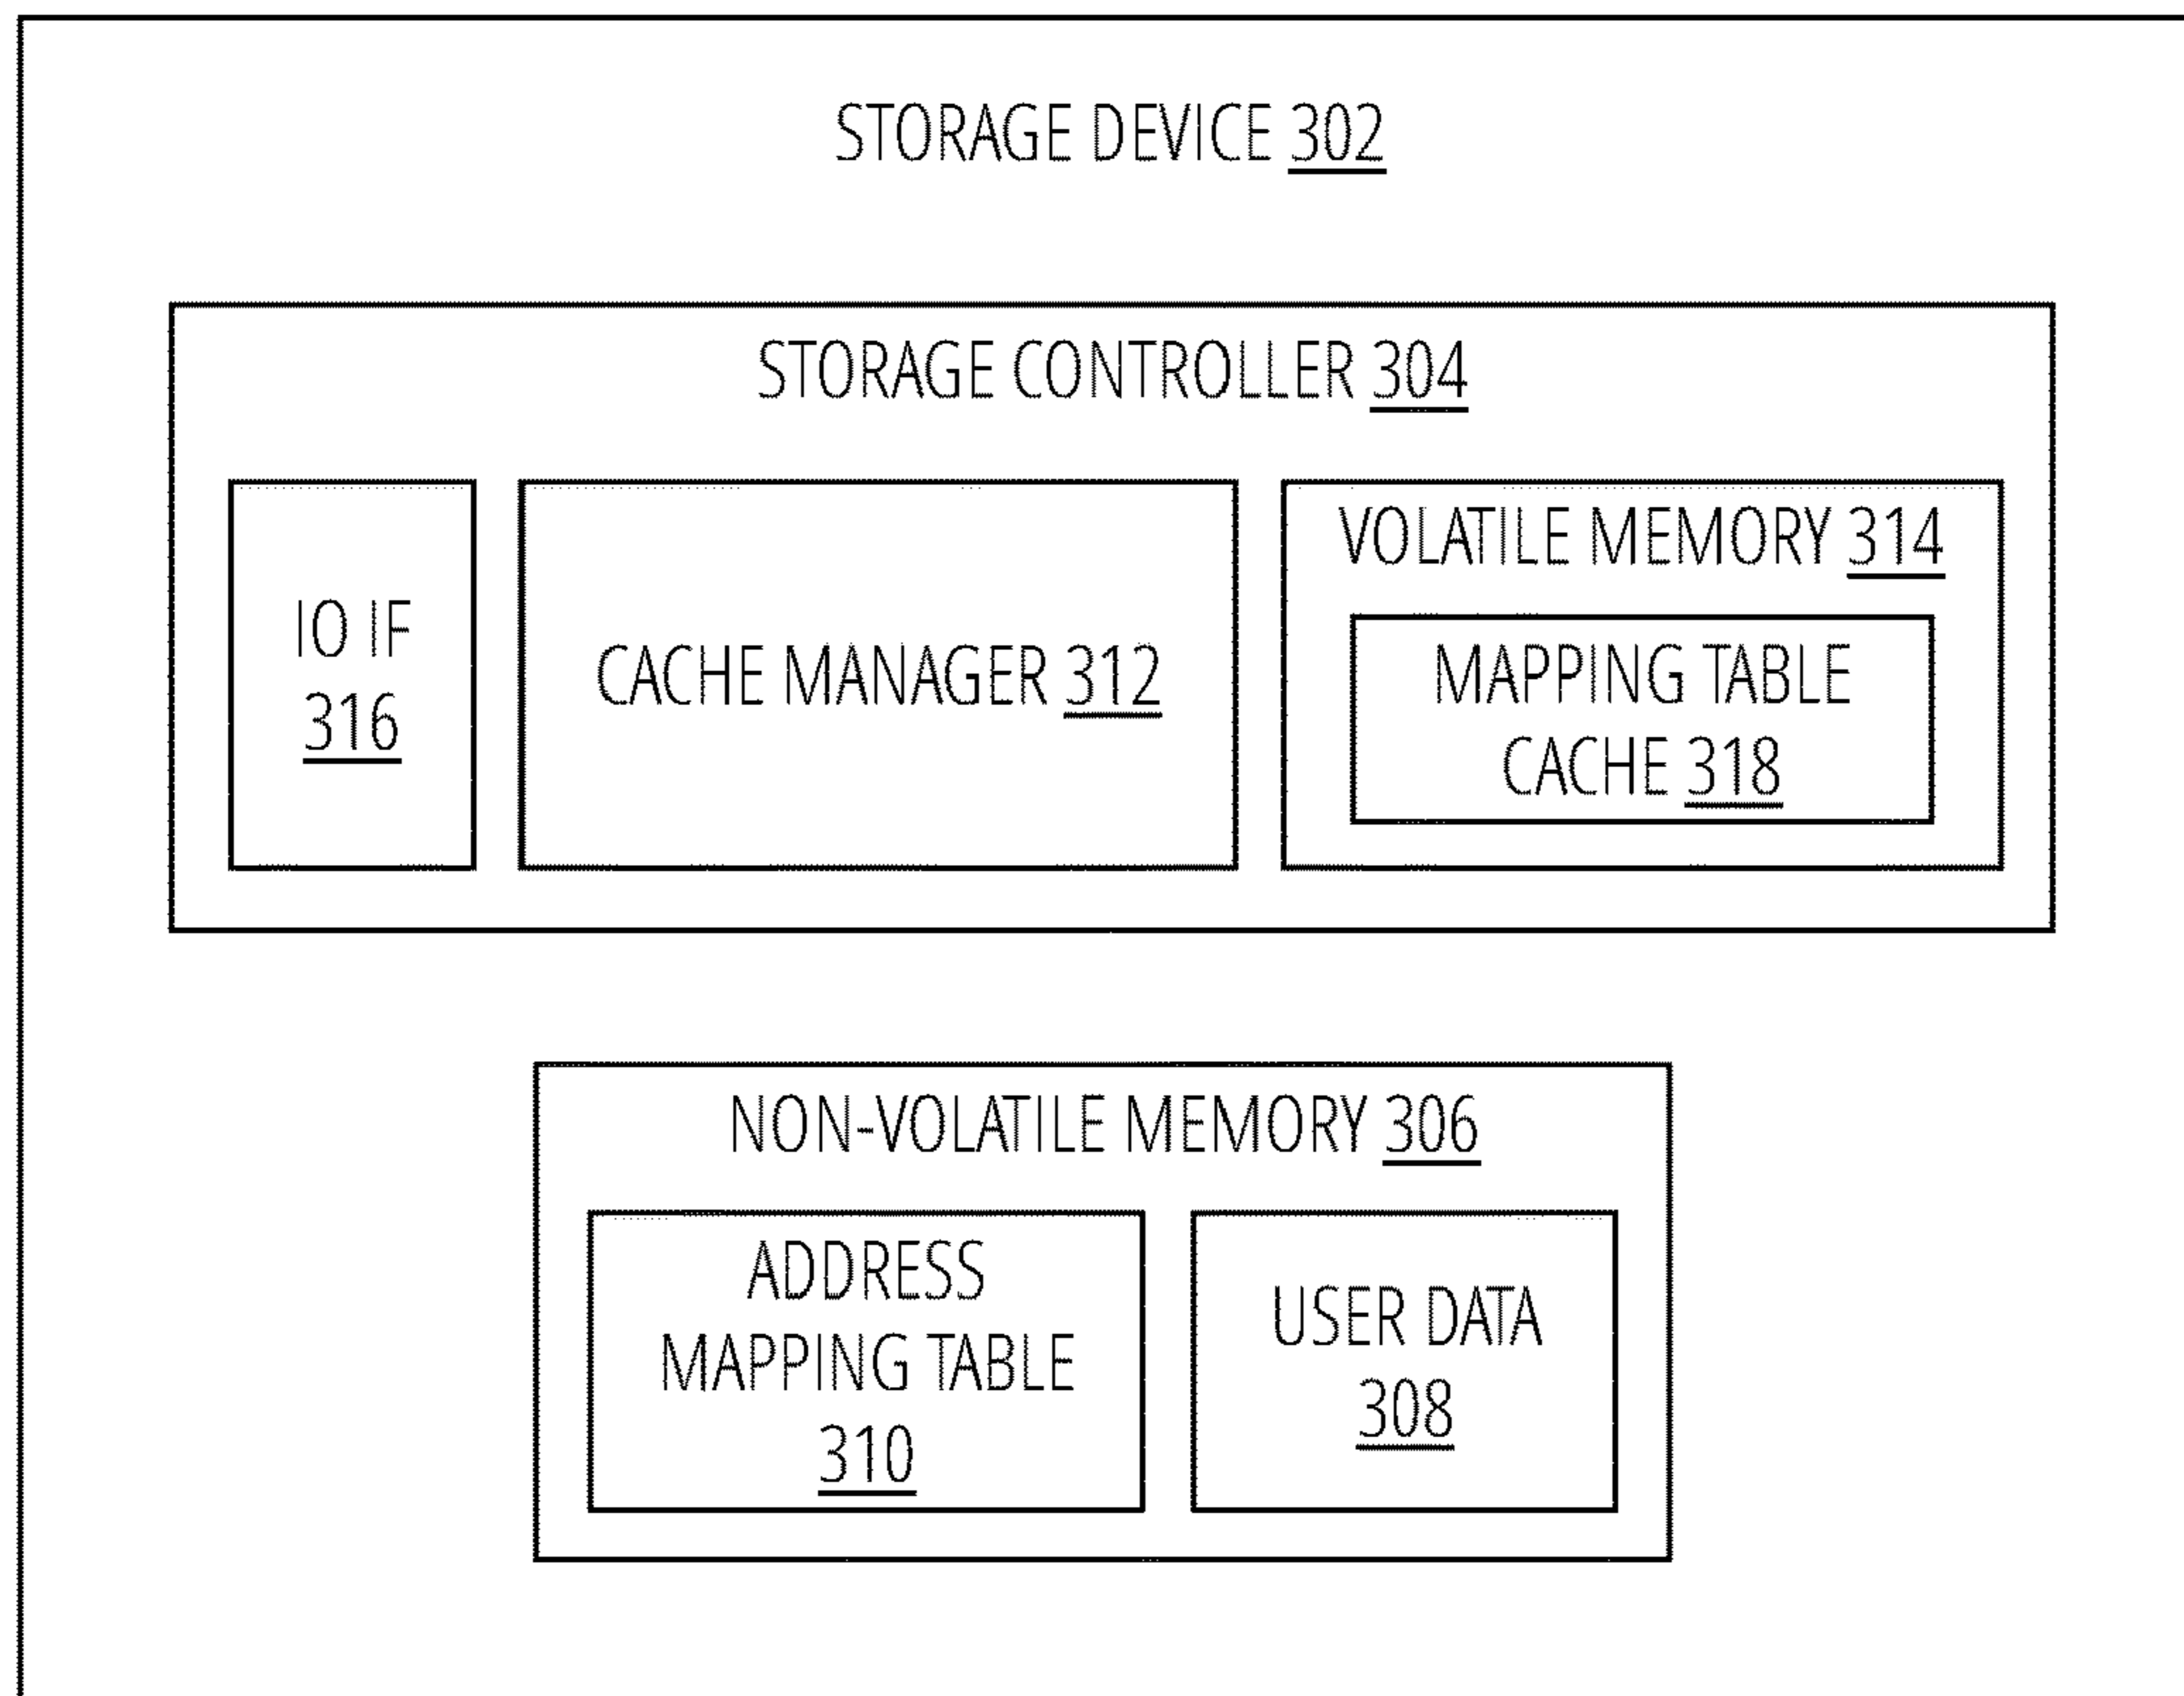 STORAGE DEVICE 302
STORAGE CONTROLLER 304
IO IF
316
CACHE MANAGER 312
VOLATILE MEMORY 314
MAPPING TABLE
CACHE 318
NON-VOLATILE MEMORY 306
ADDRESS
MAPPING TABLE
310
USER DATA
308